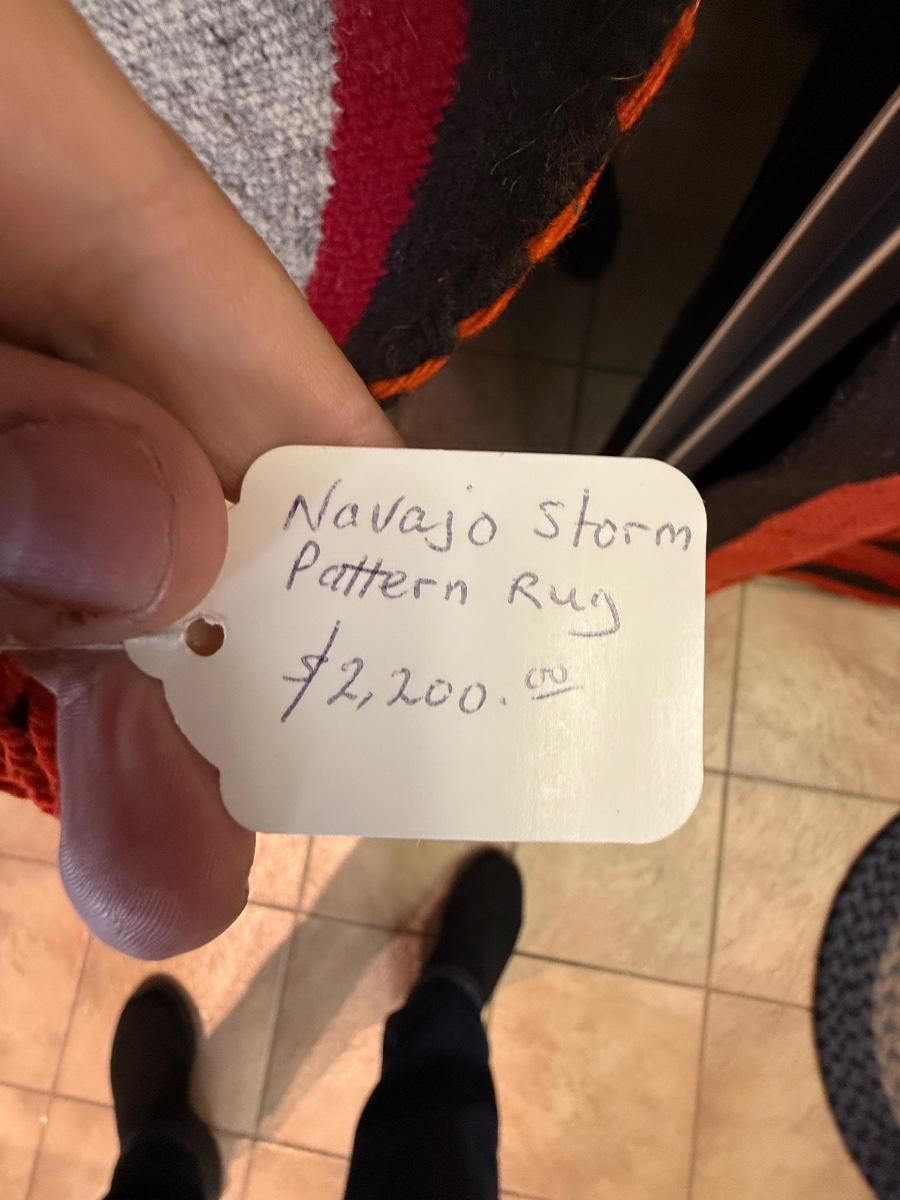 Navajo Storm
Pattern Rug
$2,200.00